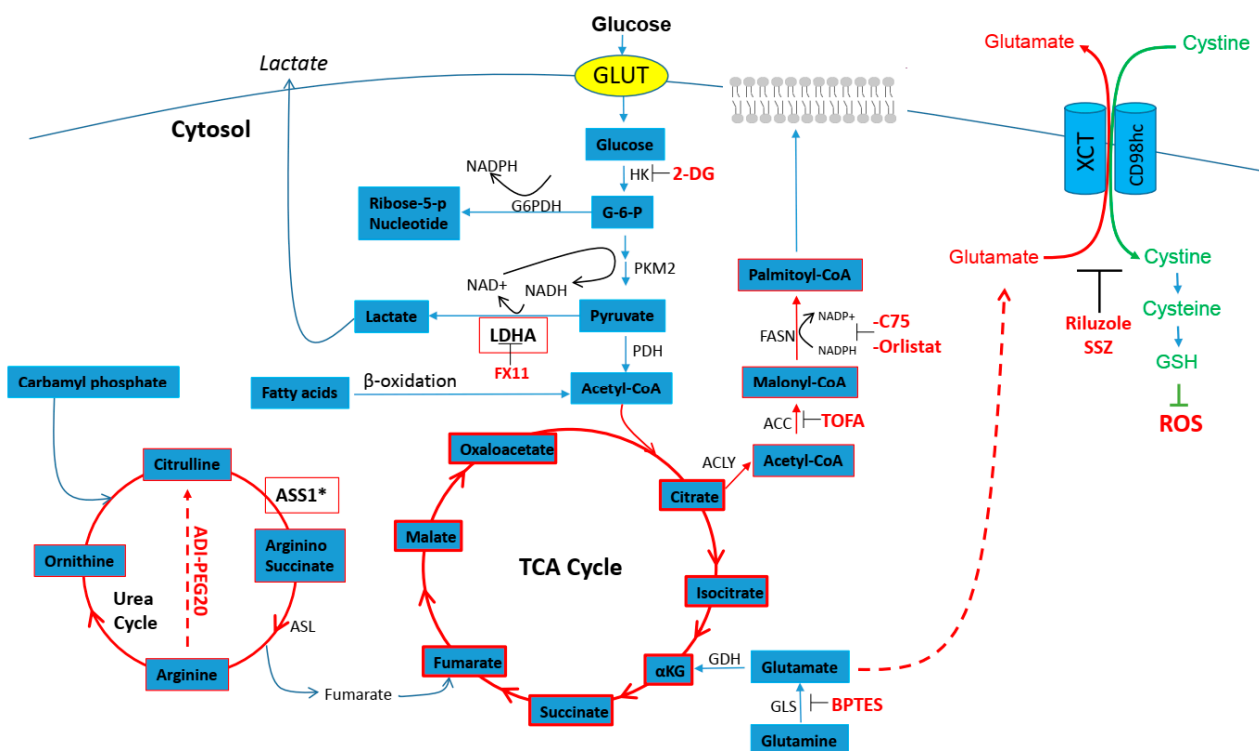 Glucose
Glutamate
Cystine
Lactate
GLUT
Cytosol
XCT
CD98hc
Glucose
NADPH
HK
2-DG
Ribose-5-p
Nucleotide
G6PDH
G-6-P
Glutamate
Cystine
PKM2
Palmitoyl-CoA
NAD+
NADH
Cysteine
Lactate
Pyruvate
FASN
NADP+
NADPH
-C75
-Orlistat
Riluzole
SSZ
LDHA
FX11
PDH
GSH
Carbamyl phosphate
Fatty acids
β-oxidation
Acetyl-CoA
Malonyl-CoA
ROS
ACC
TOFA
Oxaloacetate
ACLY
Acetyl-CoA
Citrulline
Citrate
ASS1*
Malate
Ornithine
ADI-PEG20
Arginino
Succinate
TCA Cycle
Isocitrate
Urea
Cycle
ASL
Arginine
Fumarate
Fumarate
αKG
GDH
Glutamate
Succinate
GLS
BPTES
Glutamine